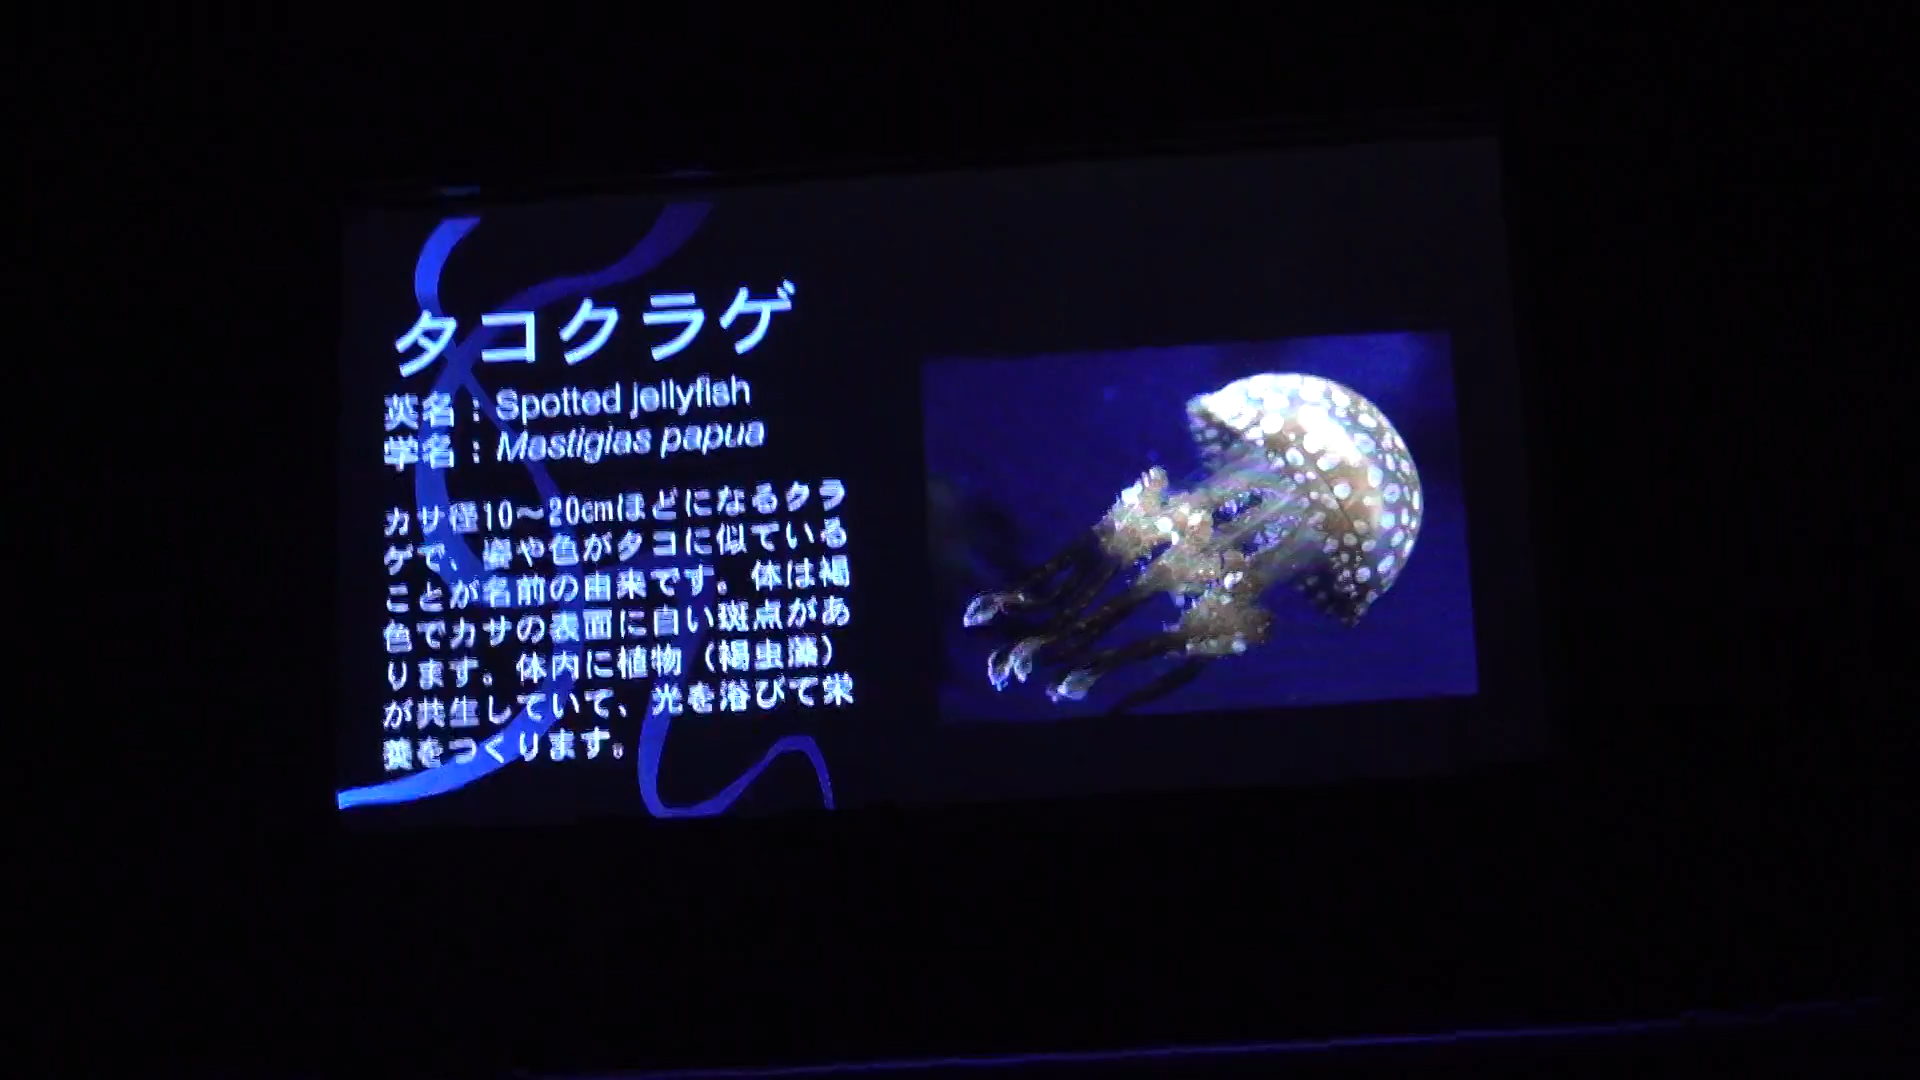 タコクラゲ
英名：Spotted jellyfish
学名：Mastigias papua
カサ径10～20cmほどになるクラ
ゲで、姿や色がタコに似ている
ことが名前の由来です。体は褐
色でカサの表面に白い斑点があ
ります。体内に植物（褐虫藻）
が共生していて、光を浴びて栄
養をつくります。